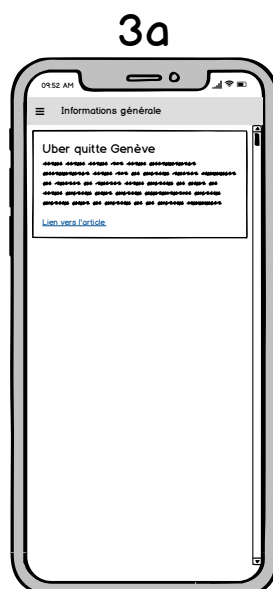 3a
09:52 AM
Informations générale
Uber quitte Genève
Lien vers l'article